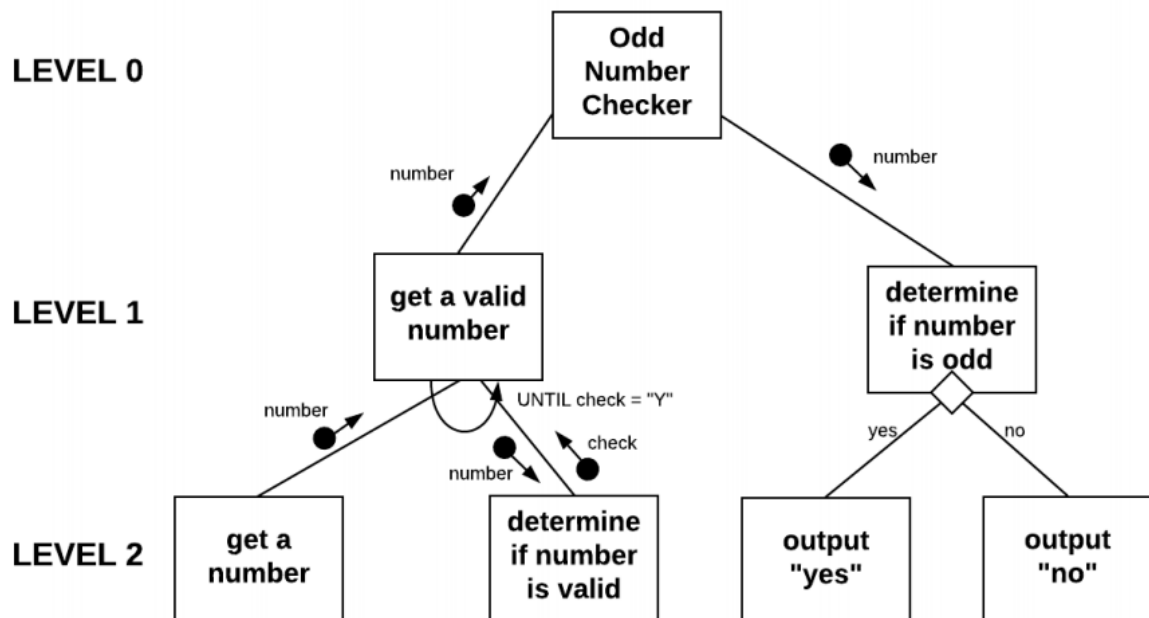 LEVEL 0
Odd
Number
Checker
number
number
LEVEL 1
get a valid
number
determine
if number
is odd
UNTIL check = "Y"
number
number
check
yes
no
LEVEL 2
get a
number
determine
if number
is valid
output
"yes"
output
"no"